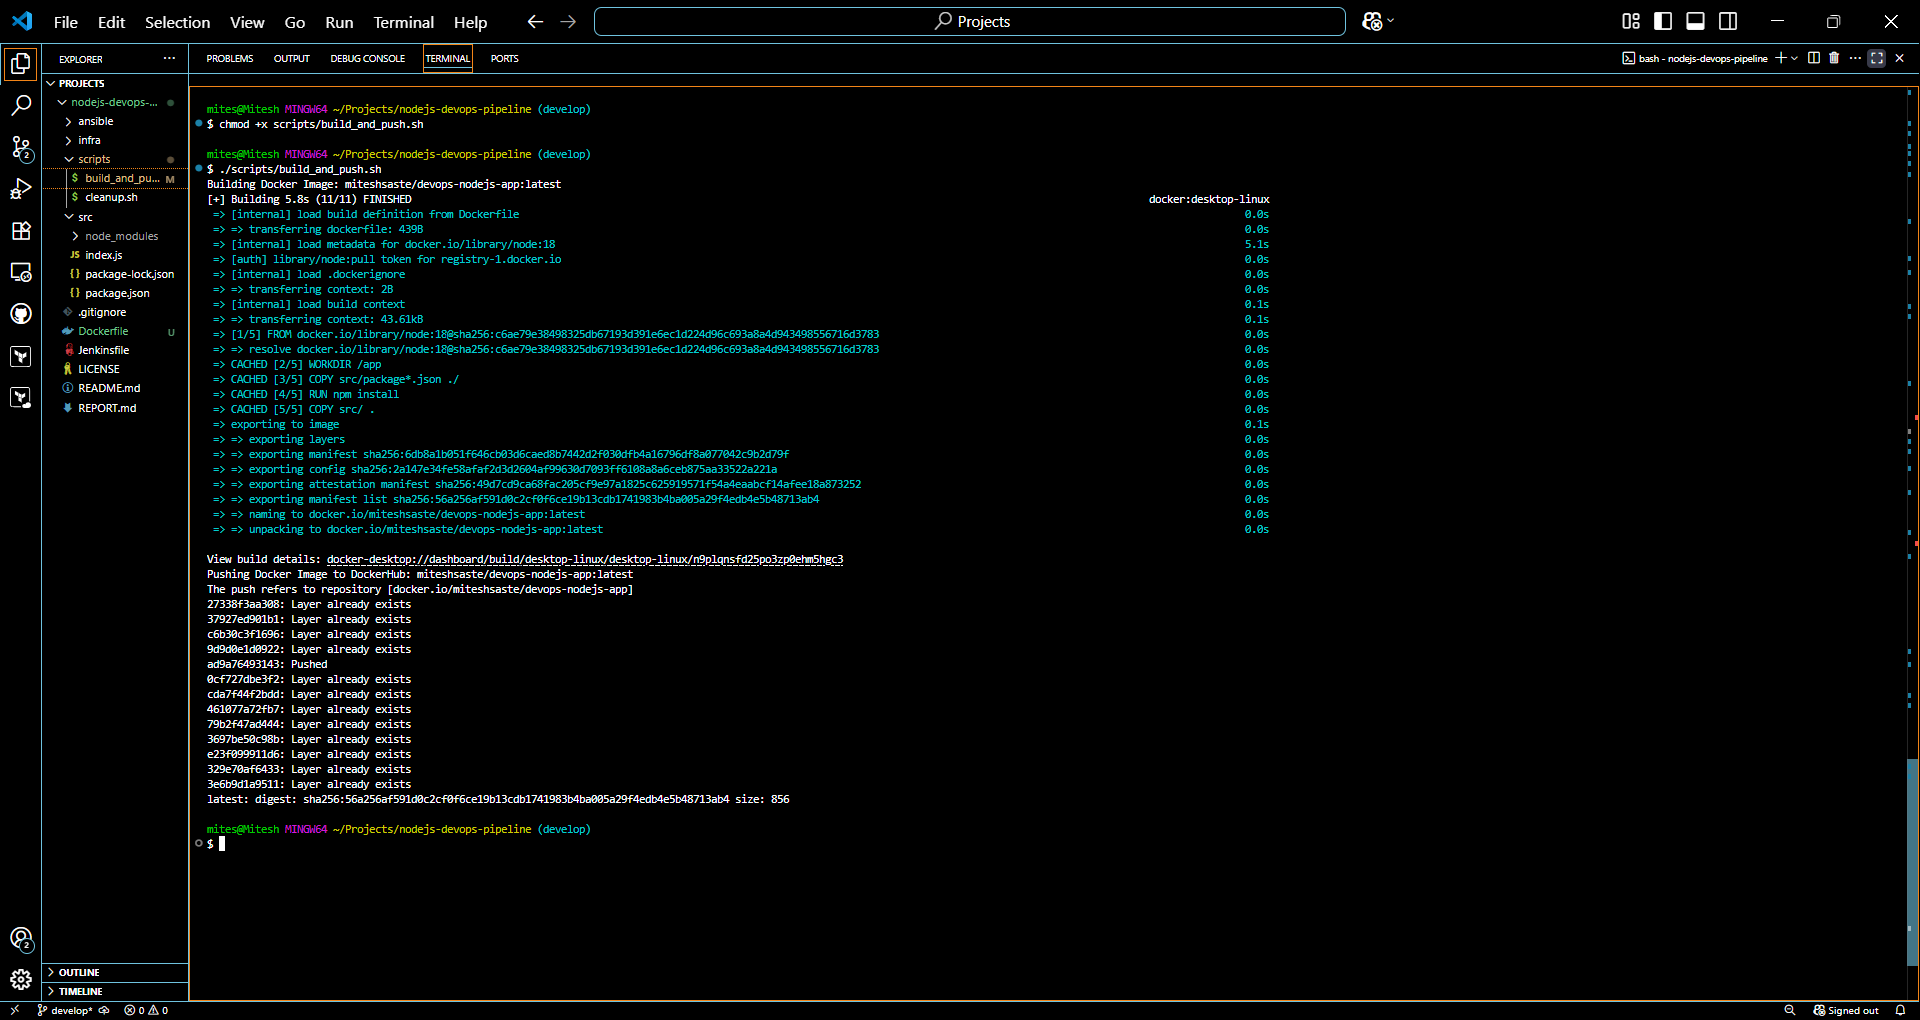 File Edit Selection View Go Run Terminal Help
Projects
EXPLORER
PROBLEMS OUTPUT DEBUG CONSOLE TERMINAL PORTS
bash - nodejs-devops-pipeline
PROJECTS
nodejs-devops-...
ansible
infra
scripts
$ build_and_pu... M
$ cleanup.sh
src
node_modules
JS index.js
{} package-lock.json
{} package.json
.gitignore
Dockerfile U
Jenkinsfile
LICENSE
README.md
REPORT.md
2
2
mites@Mitesh MINGW64 ~/Projects/nodejs-devops-pipeline (develop)
$ chmod +x scripts/build_and_push.sh
mites@Mitesh MINGW64 ~/Projects/nodejs-devops-pipeline (develop)
$ ./scripts/build_and_push.sh
Building Docker Image: miteshsaste/devops-nodejs-app:latest
[+] Building 5.8s (11/11) FINISHED docker:desktop-linux
=> [internal] load build definition from Dockerfile 0.0s
=> => transferring dockerfile: 439B 0.0s
=> [internal] load metadata for docker.io/library/node:18 5.1s
=> [auth] library/node:pull token for registry-1.docker.io 0.0s
=> [internal] load .dockerignore 0.0s
=> => transferring context: 2B 0.0s
=> [internal] load build context 0.1s
=> => transferring context: 43.61kB 0.1s
=> [1/5] FROM docker.io/library/node:18@sha256:c6ae79e38498325db67193d391e6ec1d224d96c693a8a4d943498556716d3783 0.0s
=> => resolve docker.io/library/node:18@sha256:c6ae79e38498325db67193d391e6ec1d224d96c693a8a4d943498556716d3783 0.0s
=> CACHED [2/5] WORKDIR /app 0.0s
=> CACHED [3/5] COPY src/package*.json ./ 0.0s
=> CACHED [4/5] RUN npm install 0.0s
=> CACHED [5/5] COPY src/ . 0.0s
=> exporting to image 0.1s
=> => exporting layers 0.0s
=> => exporting manifest sha256:6db8a1b051f646cb03d6caed8b7442d2f030dfb4a16796df8a077042c9b2d79f 0.0s
=> => exporting config sha256:2a147e34fe58afaf2d3d2604af99630d7093ff6108a8a6ceb875aa33522a221a 0.0s
=> => exporting attestation manifest sha256:49d7cd9ca68fac205cf9e97a1825c625919571f54a4eaabcf14afee18a873252 0.0s
=> => exporting manifest list sha256:56a256af591d0c2cf0f6ce19b13cdb1741983b4ba005a29f4edb4e5b48713ab4 0.0s
=> => naming to docker.io/miteshsaste/devops-nodejs-app:latest 0.0s
=> => unpacking to docker.io/miteshsaste/devops-nodejs-app:latest 0.0s
View build details: docker-desktop://dashboard/build/desktop-linux/desktop-linux/n9plqnsfd25po3zp0ehm5hgc3
Pushing Docker Image to DockerHub: miteshsaste/devops-nodejs-app:latest
The push refers to repository [docker.io/miteshsaste/devops-nodejs-app]
27338f3aa308: Layer already exists
37927ed901b1: Layer already exists
c6b30c3f1696: Layer already exists
9d9d0e1d0922: Layer already exists
ad9a76493143: Pushed
0cf727dbe3f2: Layer already exists
cda7f44f2bdd: Layer already exists
461077a72fb7: Layer already exists
79b2f47ad444: Layer already exists
3697be50c98b: Layer already exists
e23f099911d6: Layer already exists
329e70af6433: Layer already exists
3e6b9d1a9511: Layer already exists
latest: digest: sha256:56a256af591d0c2cf0f6ce19b13cdb1741983b4ba005a29f4edb4e5b48713ab4 size: 856
mites@Mitesh MINGW64 ~/Projects/nodejs-devops-pipeline (develop)
$
OUTLINE
TIMELINE
develop* 0 0 Signed out